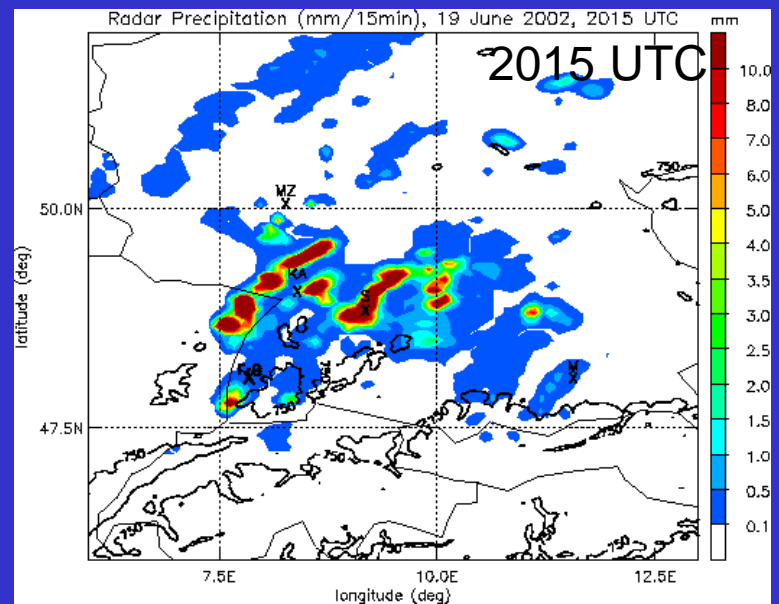 Radar Precipitation (mm/15min), 19 June 2002, 2015 UTC
mm
2015 UTC
10.0
8.0
7.0
6.0
5.0
4.0
3.5
3.0
2.5
2.0
1.5
1.0
0.5
0.1
750
MZ
50.0N
KA
S
M
750
750
47.5N
750
750
750
750
7.5E
10.0E
12.5E
latitude (deg)
longitude (deg)